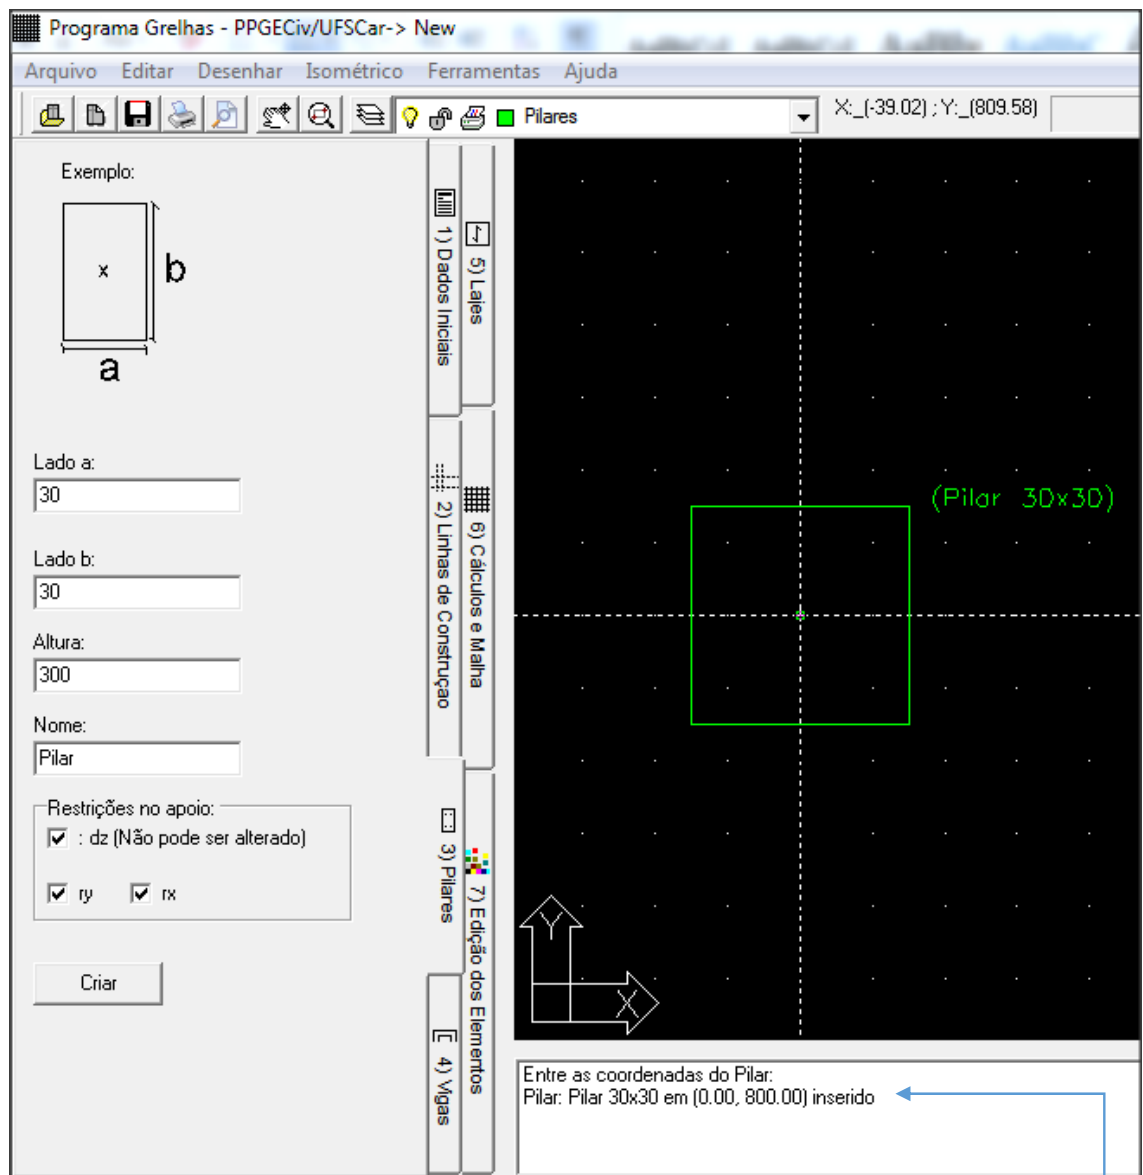 Programa Grelhas - PPGECiv/UFSCar-> New
Arquivo Editar Desenhar Isométrico Ferramentas Ajuda
Pilares
X:_(-39.02) ; Y:_(809.58)
Exemplo:
x
b
a
Lado a:
30
Lado b:
30
Altura:
300
Nome:
Pilar
Restrições no apoio:
: dz (Não pode ser alterado)
ry rx
Criar
1) Dados Iniciais
2) Linhas de Construçao
3) Pilares
4) Vigas
5) Lajes
6) Cálculos e Malha
7) Edição dos Elementos
(Pilar 30x30)
Y
X
Entre as coordenadas do Pilar:
Pilar: Pilar 30x30 em (0.00, 800.00) inserido